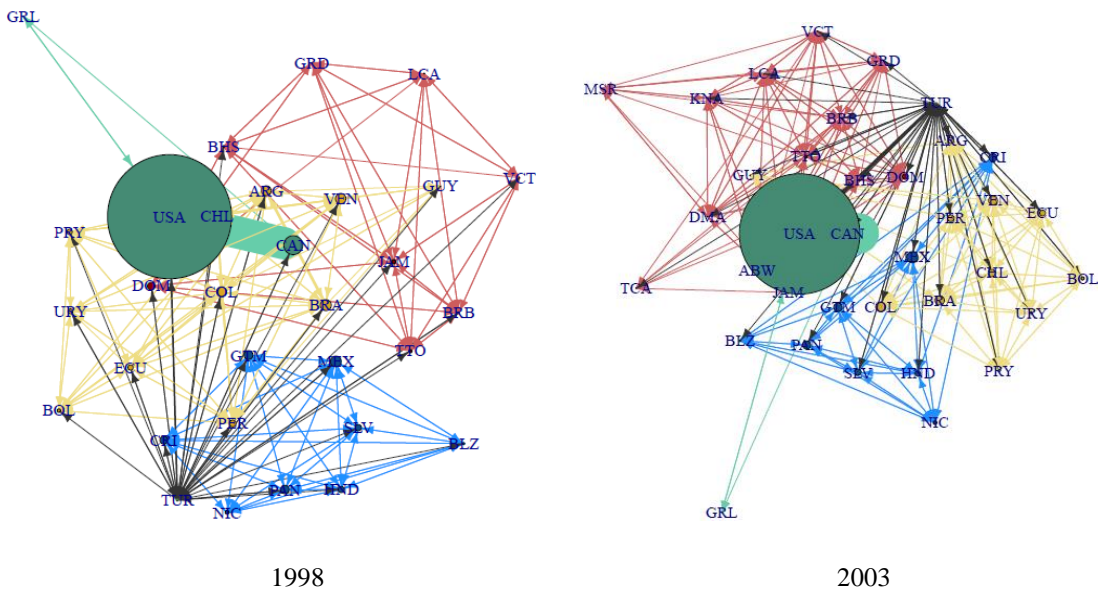 GRL
GRD
LCA
BHS
VCT
GUY
ARG
VEN
USA
CHL
PRY
CAN
JAM
DOM
COL
URY
BRA
BRB
TTO
GTM
MEX
ECU
BOL
PER
SLV
CRI
BLZ
PAN
HND
TUR
NIC
1998
VCT
GRD
LCA
MSR
KNA
TUR
BRB
ARG
TTO
CRI
GUY
BHS
DOM
VEN
DMA
PER
ECU
USA
CAN
MEX
ABW
CHL
BOL
TCA
JAM
GTM
COL
BRA
URY
BLZ
PAN
SLV
HND
PRY
NIC
GRL
2003